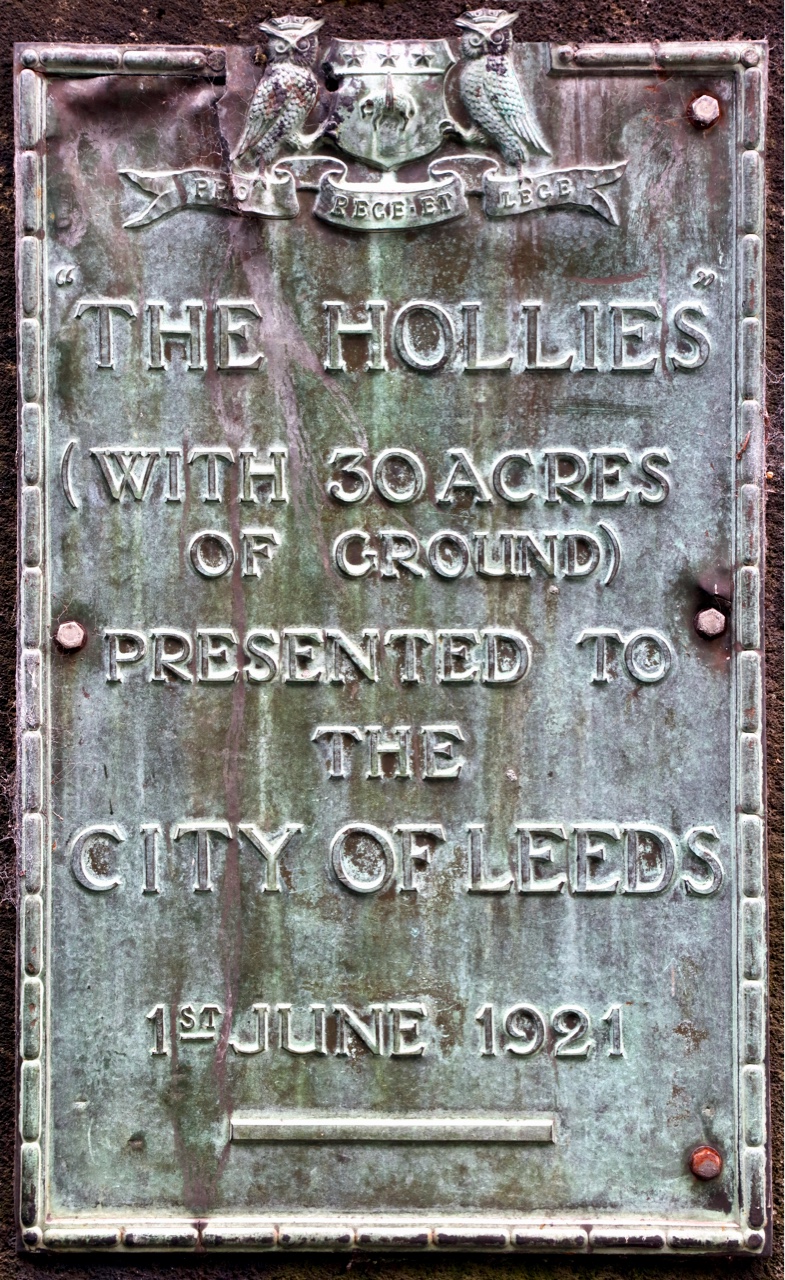 PRO REGE·ET LEGE
"THE HOLLIES"
(WITH 30 ACRES
OF GROUND)
PRESENTED TO
THE
CITY OF LEEDS
1ST JUNE 1921